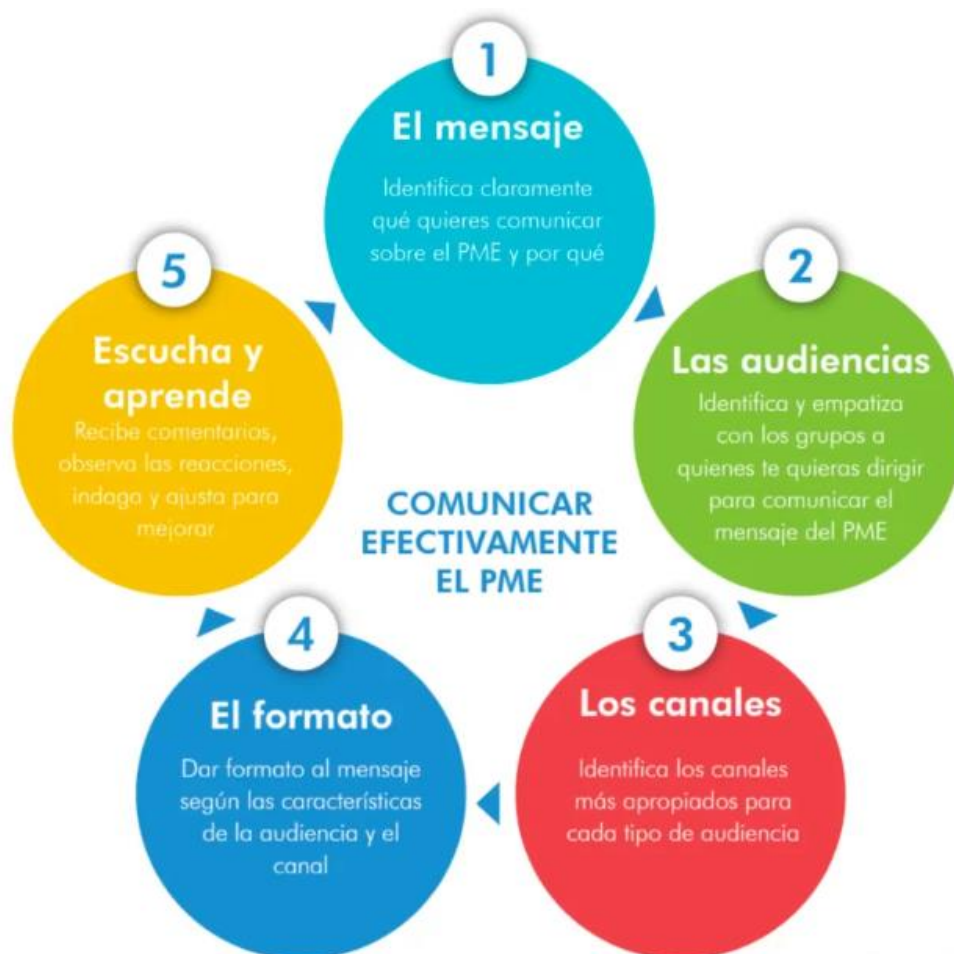 1
El mensaje
Identifica claramente
qué quieres comunicar
sobre el PME y por qué
2
Las audiencias
Identifica y empatiza
con los grupos a
quienes te quieras dirigir
para comunicar el
mensaje del PME
3
Los canales
Identifica los canales
más apropiados para
cada tipo de audiencia
4
El formato
Dar formato al mensaje
según las características
de la audiencia y el
canal
5
Escucha y
aprende
Recibe comentarios,
observa las reacciones,
indaga y ajusta para
mejorar
COMUNICAR
EFECTIVAMENTE
EL PME